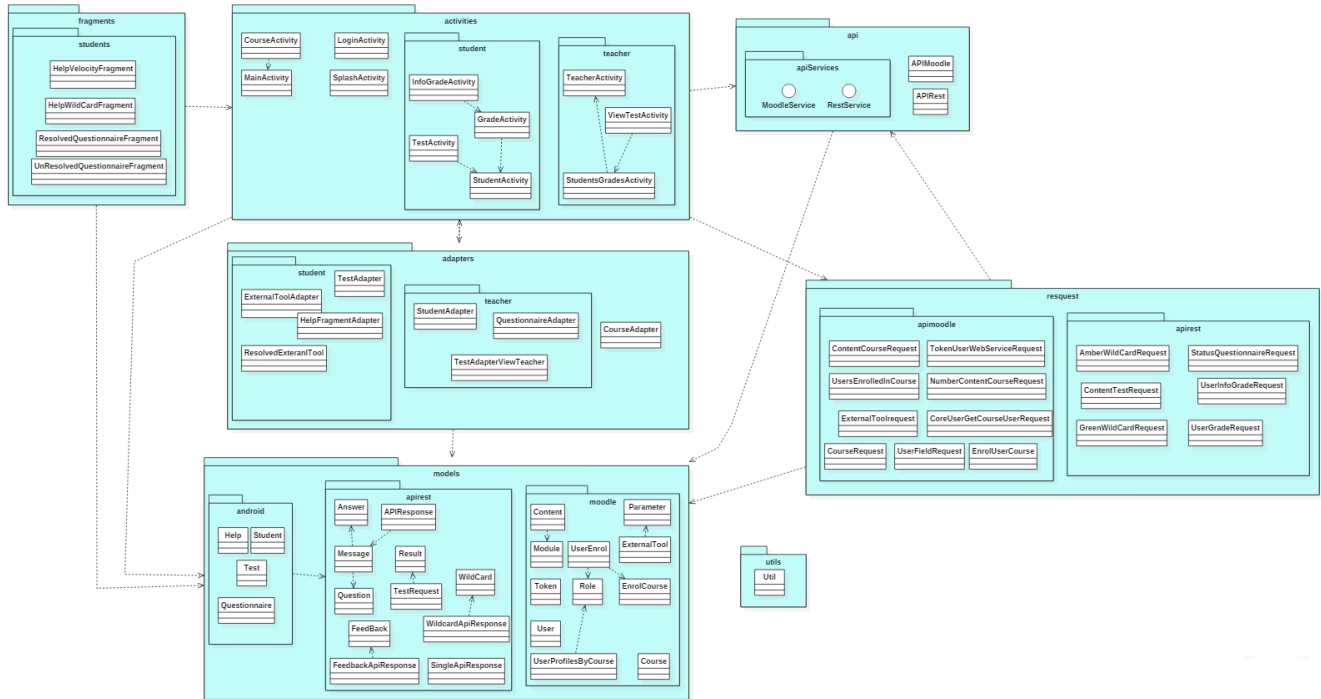 fragments
students
HelpVelocityFragment
HelpWildCardFragment
ResolvedQuestionnaireFragment
UnResolvedQuestionnaireFragment
activities
CourseActivity
LoginActivity
MainActivity
SplashActivity
student
InfoGradeActivity
GradeActivity
TestActivity
StudentActivity
teacher
TeacherActivity
ViewTestActivity
StudentsGradesActivity
api
apiServices
MoodleService
RestService
APIMoodle
APIRest
adapters
student
TestAdapter
ExternalToolAdapter
HelpFragmentAdapter
ResolvedExteranlTool
teacher
StudentAdapter
QuestionnaireAdapter
TestAdapterViewTeacher
CourseAdapter
resquest
apimoodle
ContentCourseRequest
TokenUserWebServiceRequest
UsersEnrolledInCourse
NumberContentCourseRequest
ExternalToolrequest
CoreUserGetCourseUserRequest
CourseRequest
UserFieldRequest
EnrolUserCourse
apirest
AmberWildCardRequest
StatusQuestionnaireRequest
ContentTestRequest
UserInfoGradeRequest
GreenWildCardRequest
UserGradeRequest
models
android
Help
Student
Test
Questionnaire
apirest
Answer
APIResponse
Message
Result
WildCard
Question
TestRequest
FeedBack
WildcardApiResponse
FeedbackApiResponse
SingleApiResponse
moodle
Content
Parameter
Module
UserEnrol
ExternalTool
Token
Role
EnrolCourse
User
UserProfilesByCourse
Course
utils
Util